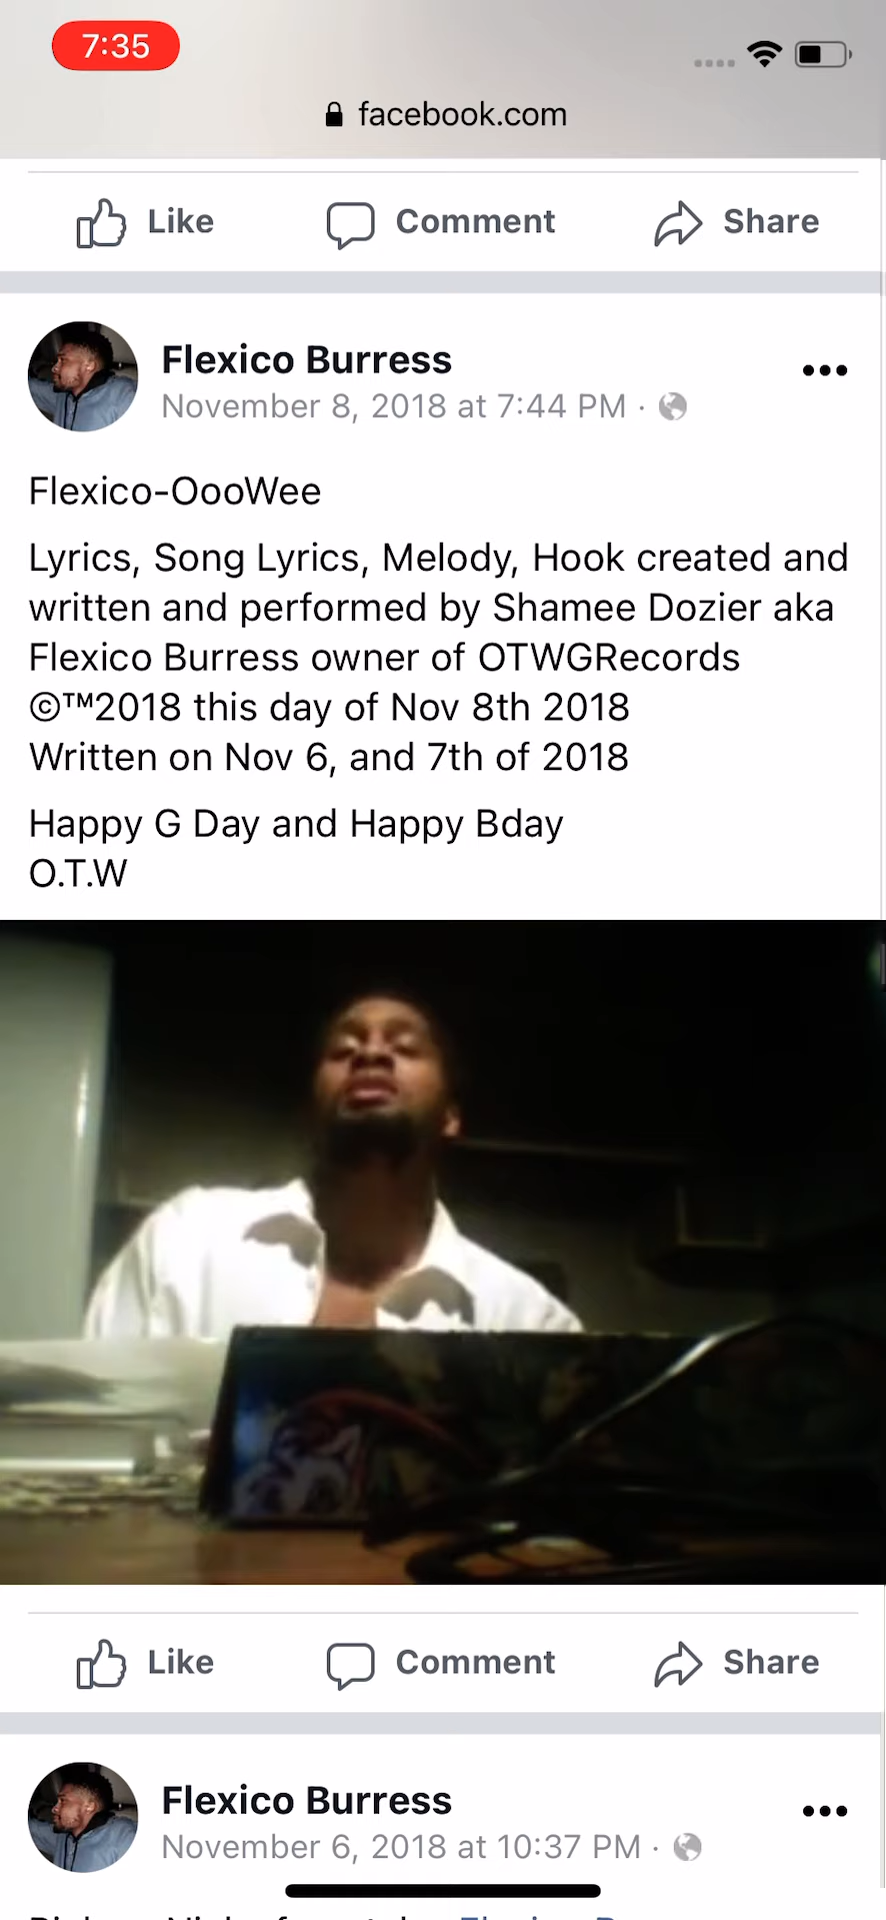 7:35
facebook.com
Like Comment Share
Flexico Burress
November 8, 2018 at 7:44 PM ·
Flexico-OooWee
Lyrics, Song Lyrics, Melody, Hook created and
written and performed by Shamee Dozier aka
Flexico Burress owner of OTWGRecords
©™2018 this day of Nov 8th 2018
Written on Nov 6, and 7th of 2018
Happy G Day and Happy Bday
O.T.W
Like Comment Share
Flexico Burress
November 6, 2018 at 10:37 PM ·